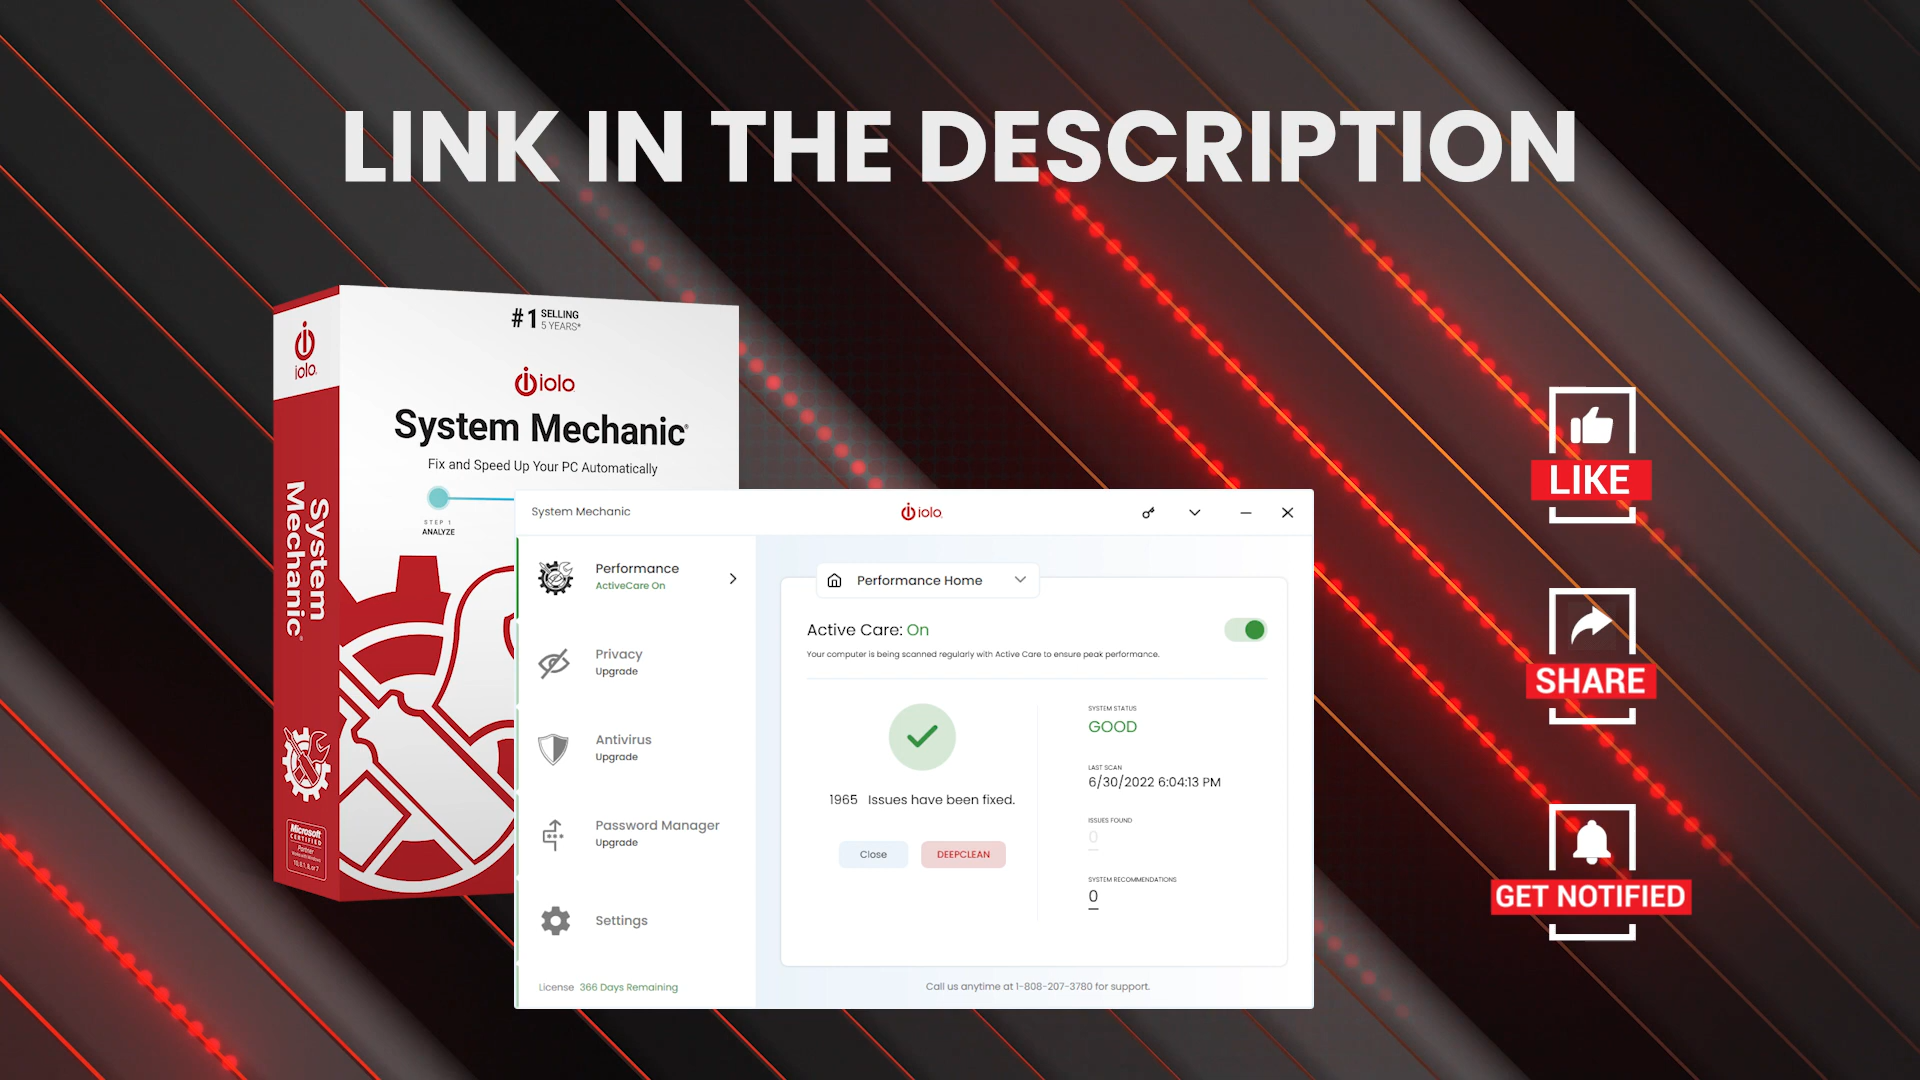 LINK IN THE DESCRIPTION
iolo
System Mechanic
Microsoft
CERTIFIED
Partner
#1 SELLING
5 YEARS*
iolo
System Mechanic®
Fix and Speed Up Your PC Automatically
STEP 1
ANALYZE
System Mechanic
iolo
Performance
ActiveCare On
Privacy
Upgrade
Antivirus
Upgrade
Password Manager
Upgrade
Settings
License 366 Days Remaining
Performance Home
Active Care: On
Your computer is being scanned regularly with Active Care to ensure peak performance.
1965 Issues have been fixed.
Close
DEEPCLEAN
SYSTEM STATUS
GOOD
LAST SCAN
6/30/2022 6:04:13 PM
ISSUES FOUND
0
SYSTEM RECOMMENDATIONS
0
Call us anytime at 1-808-207-3780 for support.
LIKE
SHARE
GET NOTIFIED